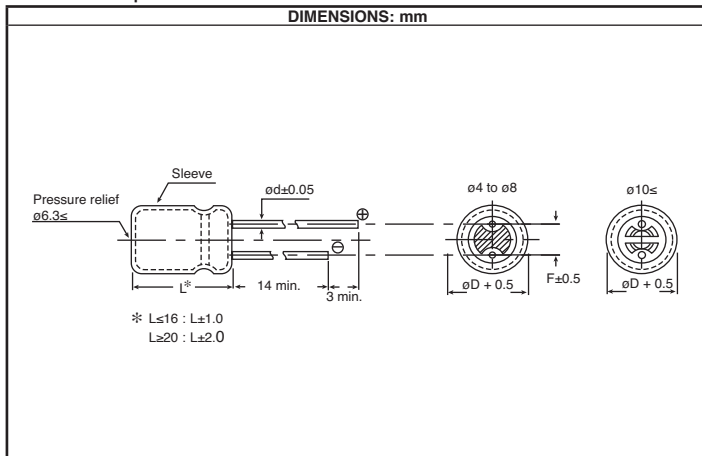 DIMENSIONS: mm
Sleeve
Pressure relief
ø6.3≤
ød±0.05
⊕
⊖
L*
14 min.
3 min.
ø4 to ø8
ø10≤
F±0.5
øD + 0.5
øD + 0.5
* L≤16 : L±1.0
L≥20 : L±2.0